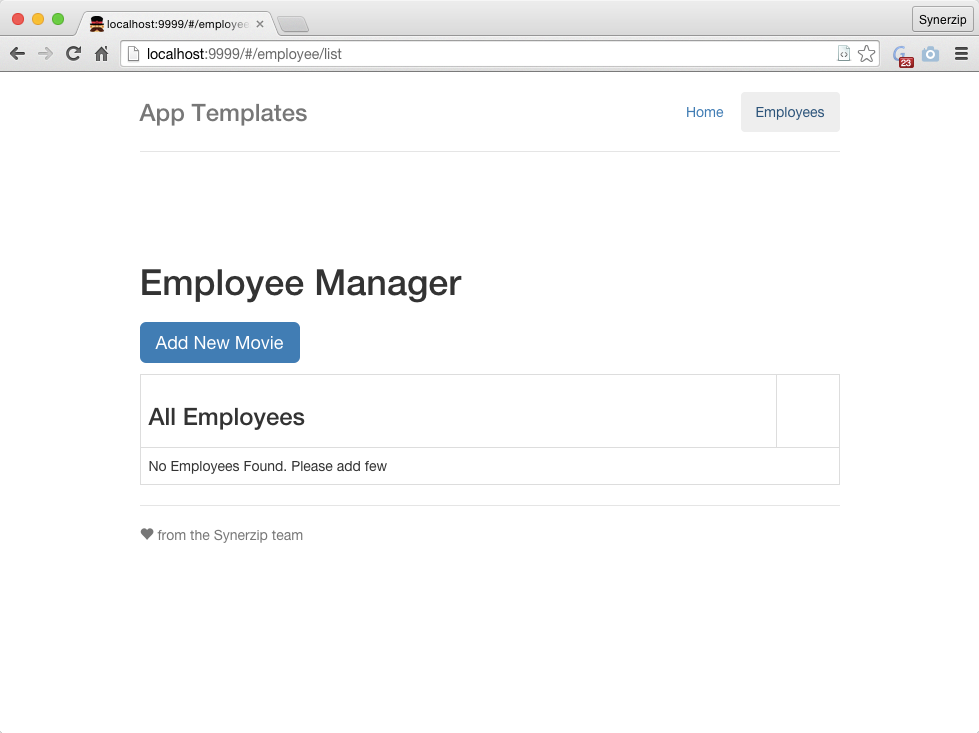 localhost:9999/#/employe
Synerzip
localhost:9999/#/employee/list
23
App Templates
Home
Employees
Employee Manager
Add New Movie
All Employees
No Employees Found. Please add few
from the Synerzip team